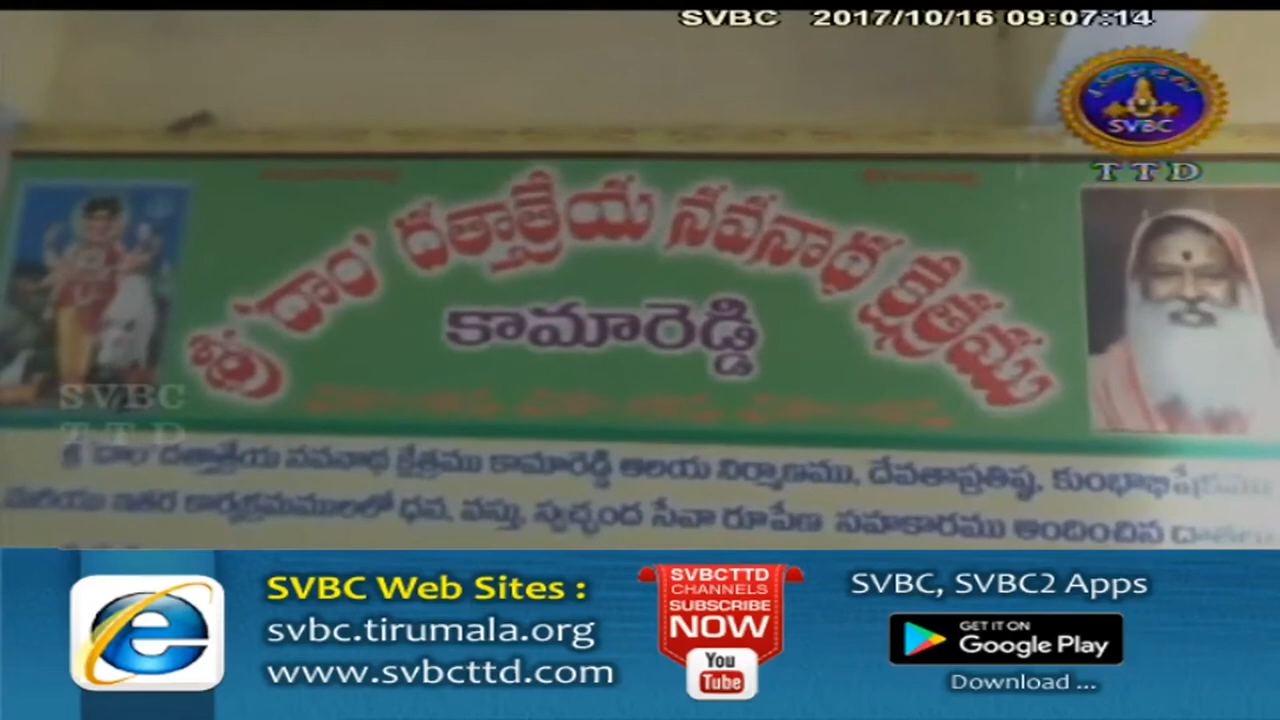 SVBC 2017/10/16 09:07:14
SVBC
TTD
శ్రీ 'దాం' దత్తాత్రేయ నవనాథ క్షేత్రము
కామారెడ్డి
SVBC
TTD
శ్రీ 'దాం' దత్తాత్రేయ నవనాథ క్షేత్రము కామారెడ్డి ఆలయ నిర్మాణము, దేవతాప్రతిష్ఠ, కుంభాభిషేకము
మరియు ఇతర కార్యక్రమములలో ధన, వస్తు, స్వచ్ఛంద సేవా రూపేణ సహకారము అందించిన దాతలు
SVBC Web Sites :
svbc.tirumala.org
www.svbcttd.com
SVBCTTD
CHANNELS
SUBSCRIBE
NOW
You
Tube
SVBC, SVBC2 Apps
GET IT ON
Google Play
Download ...